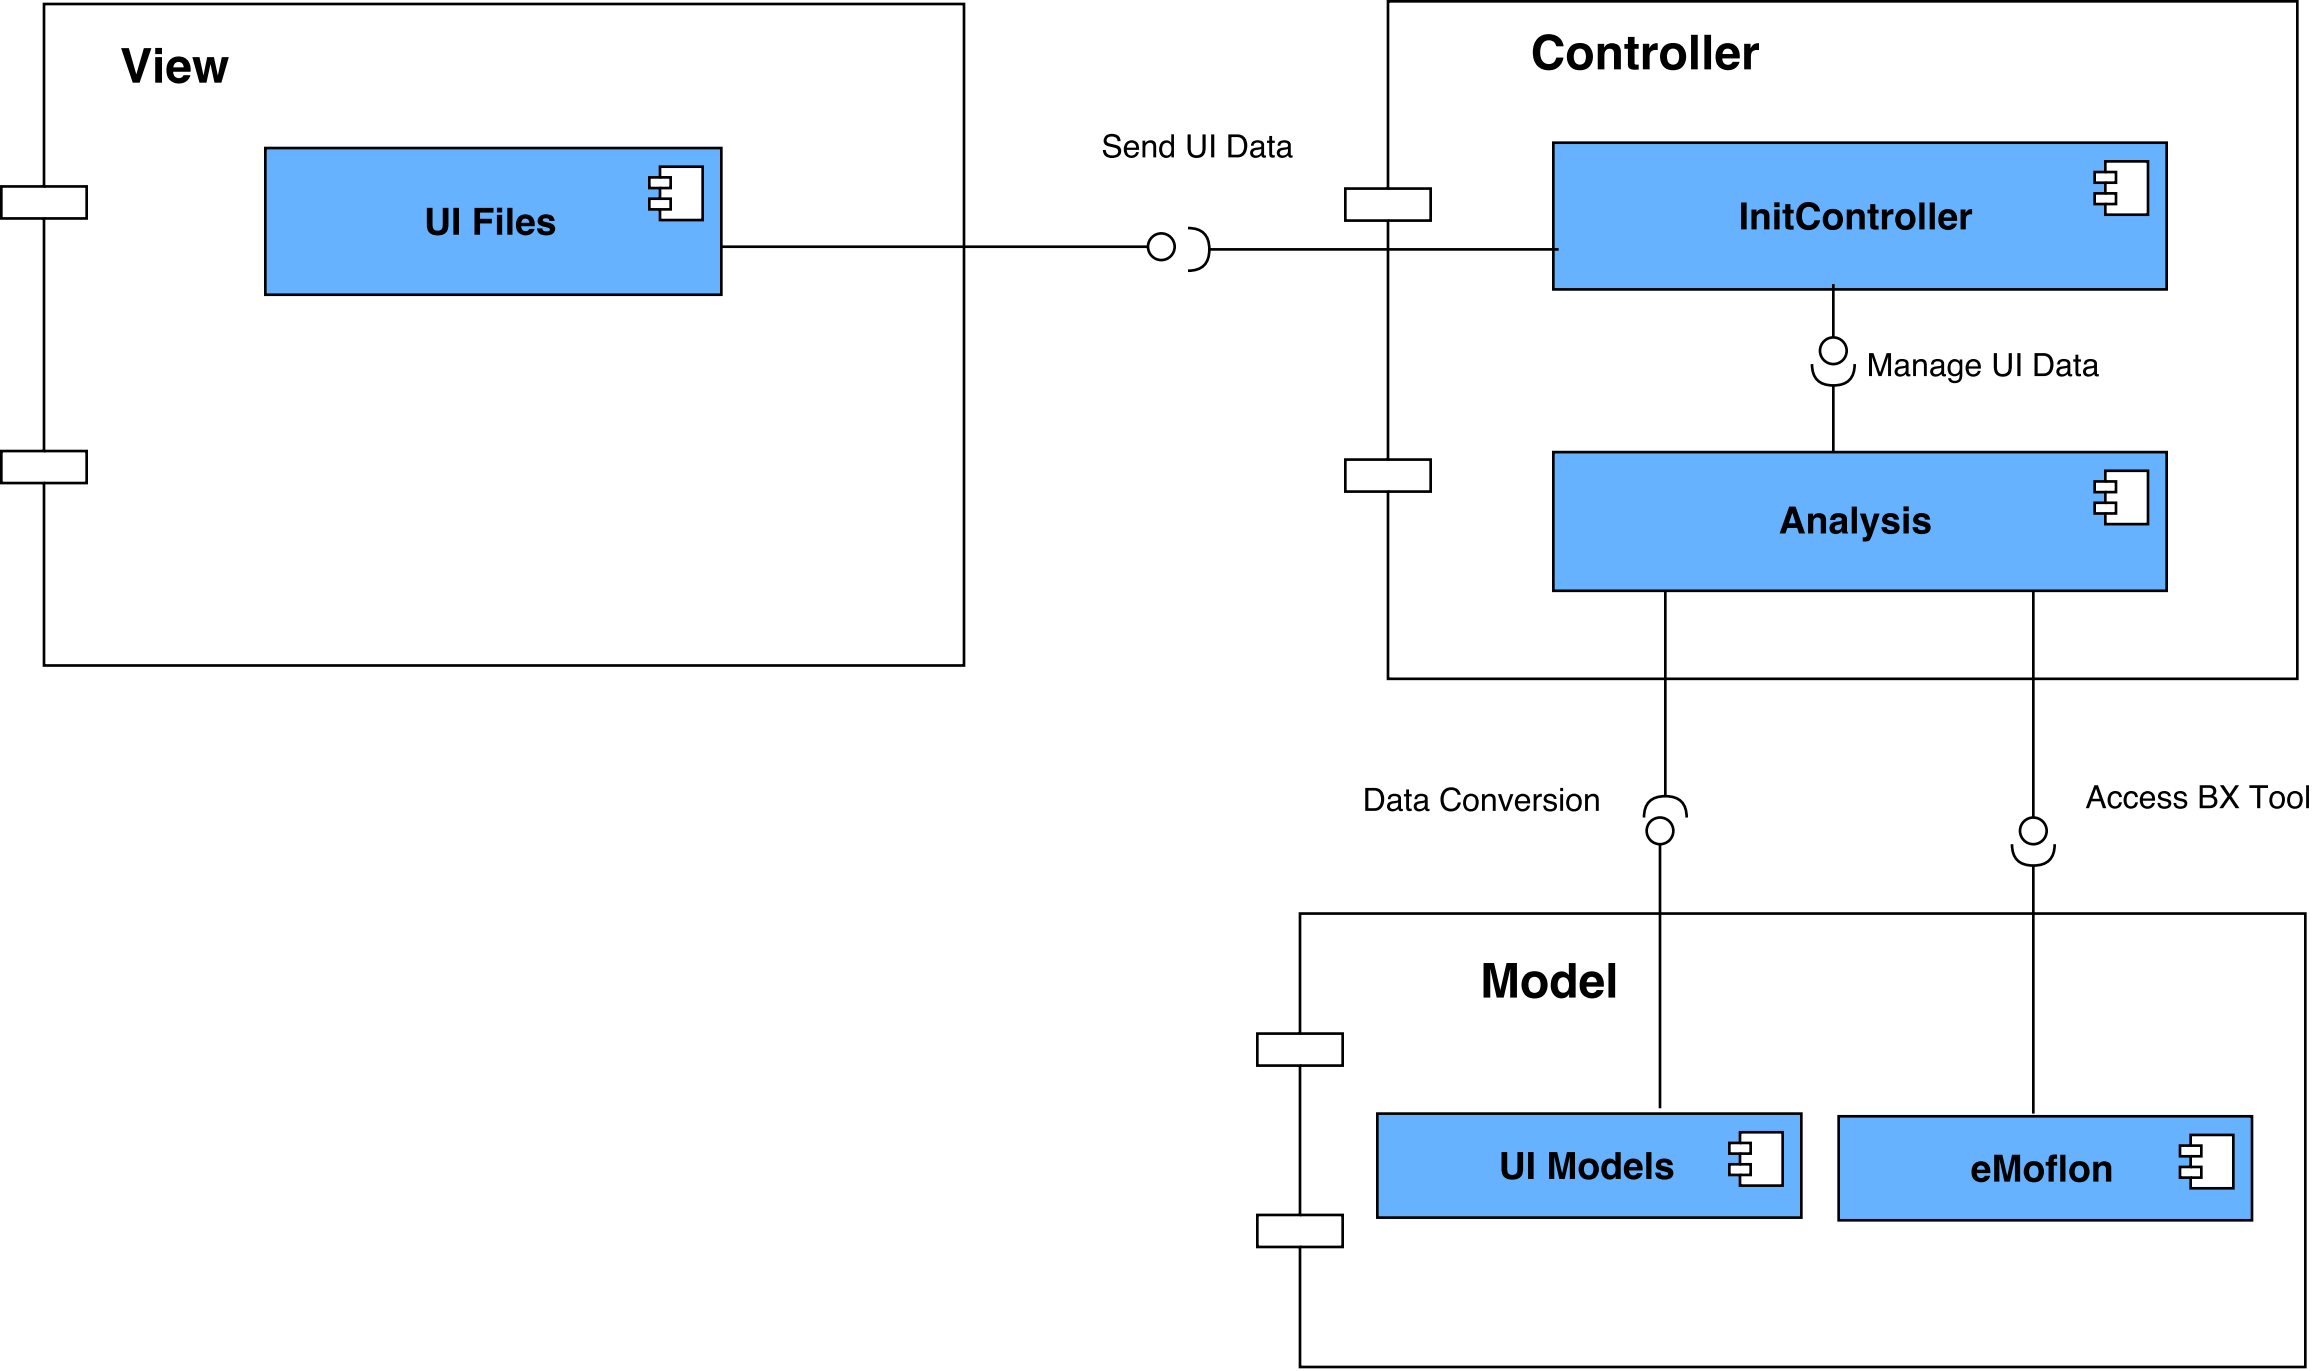 View
Controller
Send UI Data
UI Files
InitController
Manage UI Data
Analysis
Data Conversion
Access BX Tool
Model
UI Models
eMoflon